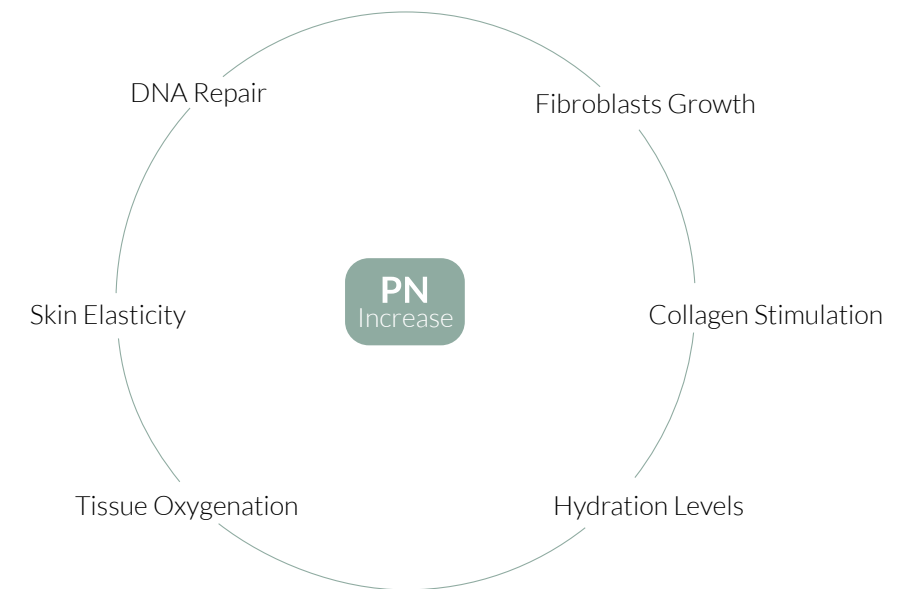 DNA Repair
Fibroblasts Growth
PN
Increase
Skin Elasticity
Collagen Stimulation
Tissue Oxygenation
Hydration Levels